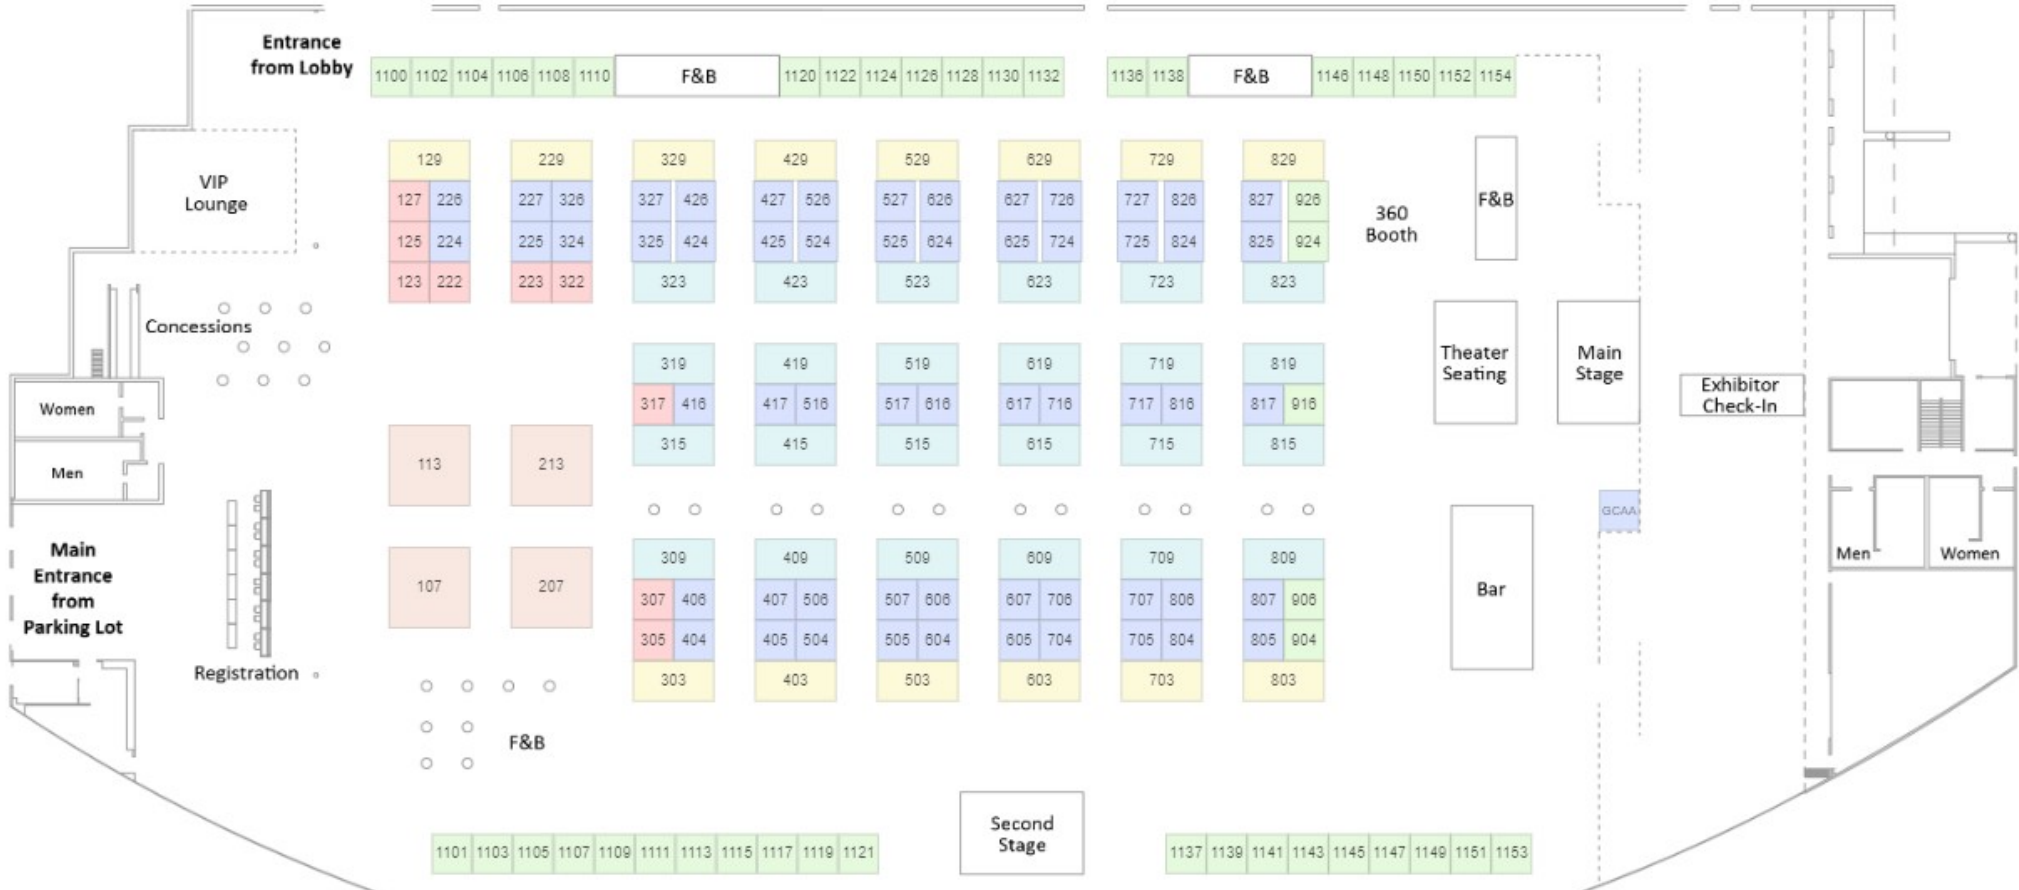 Entrance
from Lobby
1100 1102 1104 1106 1108 1110 F&B 1120 1122 1124 1126 1128 1130 1132 1136 1138 F&B 1146 1148 1150 1152 1154
129 229 329 429 529 629 729 829
VIP
Lounge
127 226 227 326 327 426 427 526 527 626 627 726 727 826 827 926
F&B
360
Booth
125 224 225 324 325 424 425 524 525 624 625 724 725 824 825 924
123 222 223 322 323 423 523 623 723 823
Concessions
319 419 519 619 719 819
Theater
Seating
Main
Stage
317 416 417 516 517 616 617 716 717 816 817 916
Exhibitor
Check-In
Women
315 415 515 615 715 815
Men
113 213
GCAA
Main
Entrance
from
Parking Lot
309 409 509 609 709 809
Men Women
107 207
Bar
307 406 407 506 507 606 607 706 707 806 807 906
305 404 405 504 505 604 605 704 705 804 805 904
Registration
303 403 503 603 703 803
F&B
Second
Stage
1101 1103 1105 1107 1109 1111 1113 1115 1117 1119 1121 1137 1139 1141 1143 1145 1147 1149 1151 1153